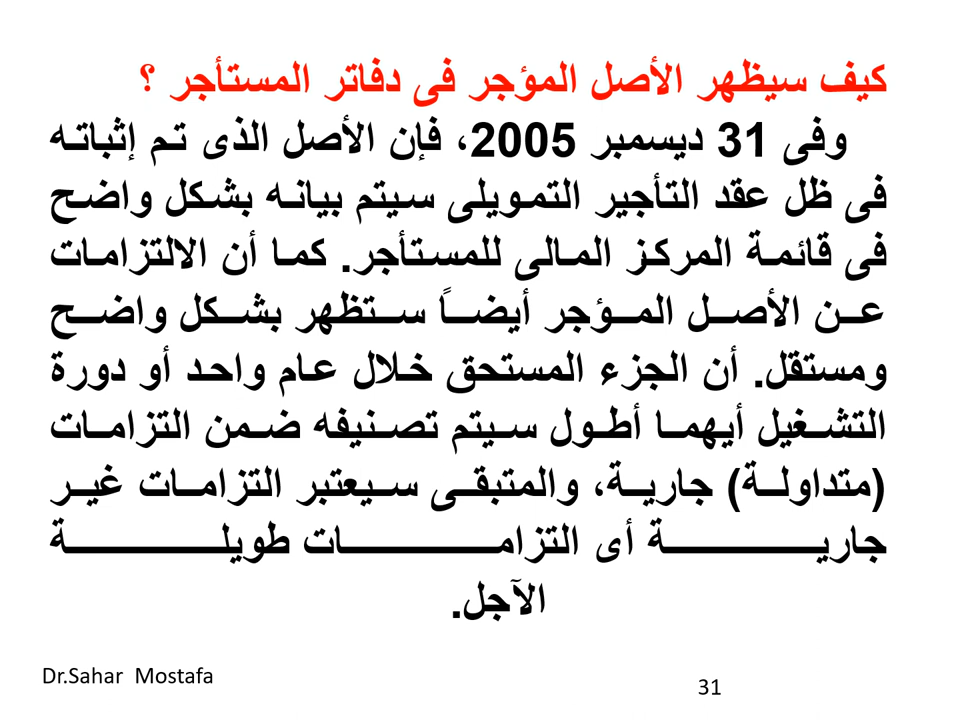 كيف سيظهر الأصل المؤجر فى دفاتر المستأجر ؟
وفى 31 ديسمبر 2005، فإن الأصل الذى تم إثباته
فى ظل عقد التأجير التمويلى سيتم بيانه بشكل واضح
فى قائمة المركز المالى للمستأجر. كما أن الالتزامات
عن الأصل المؤجر أيضاً ستظهر بشكل واضح
ومستقل. أن الجزء المستحق خلال عام واحد أو دورة
التشغيل أيهما أطول سيتم تصنيفه ضمن التزامات
(متداولة) جارية، والمتبقى سيعتبر التزامات غير
جارية أى التزامات طويلة
الآجل.
Dr.Sahar Mostafa
31